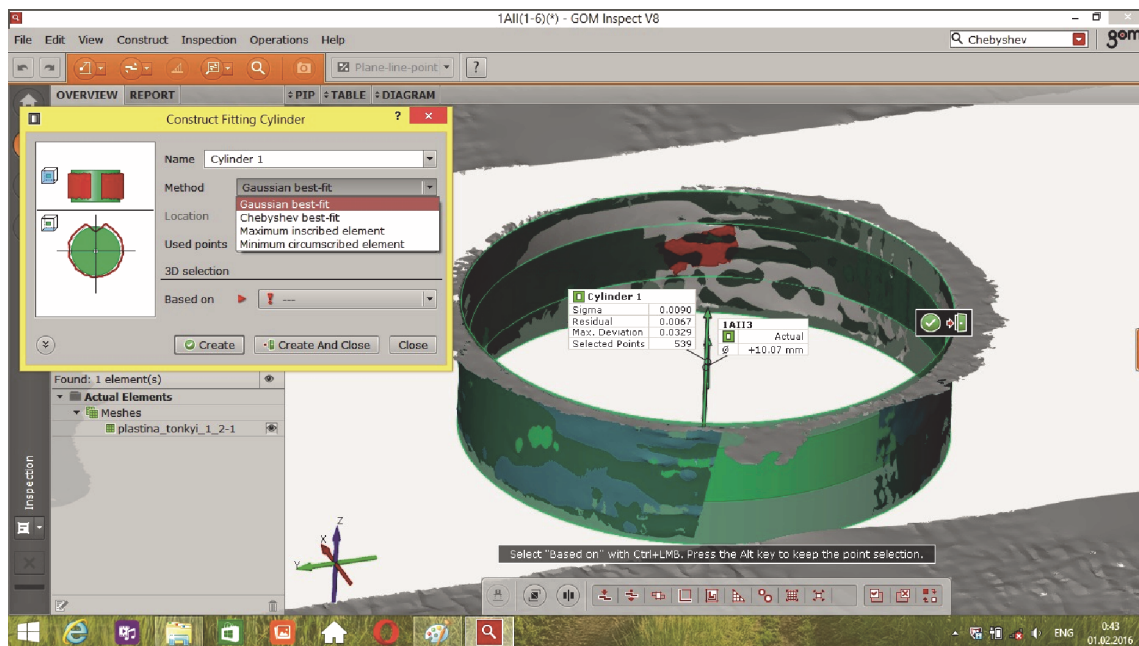 1AII(1-6)(*) - GOM Inspect V8
File Edit View Construct Inspection Operations Help
Chebyshev
gom
Plane-line-point
?
OVERVIEW REPORT
PIP TABLE DIAGRAM
Construct Fitting Cylinder ? ×
Name Cylinder 1
Method Gaussian best-fit
Gaussian best-fit
Location
Chebyshev best-fit
Maximum inscribed element
Used points Minimum circumscribed element
3D selection
Based on ---
Create Create And Close Close
Cylinder 1
Sigma 0.0090
Residual 0.0067
Max. Deviation 0.0329
Selected Points 539
1AII3
Actual
ø +10.07 mm
Found: 1 element(s)
Actual Elements
Meshes
plastina_tonkyi_1_2-1
Inspection
Z
X
Y
Select "Based on" with Ctrl+LMB. Press the Alt key to keep the point selection.
ENG
0:43
01.02.2016